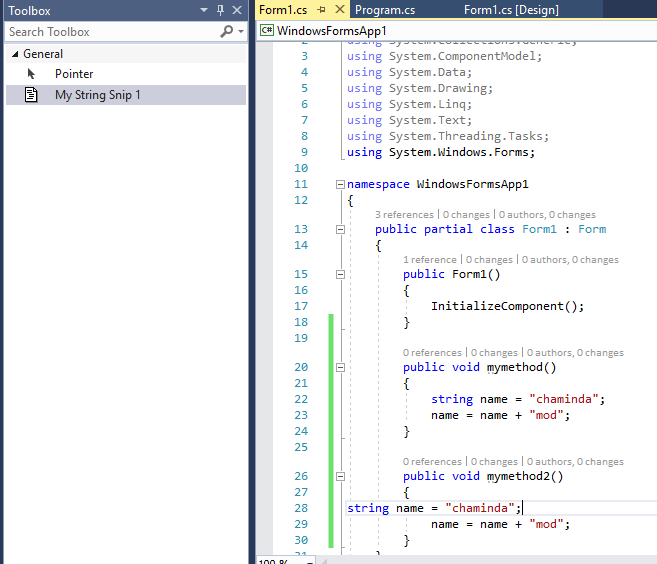 Toolbox
Search Toolbox
General
Pointer
My String Snip 1
Form1.cs
Program.cs
Form1.cs [Design]
C# WindowsFormsApp1
2 using System.Collections.Generic;
3 using System.ComponentModel;
4 using System.Data;
5 using System.Drawing;
6 using System.Linq;
7 using System.Text;
8 using System.Threading.Tasks;
9 using System.Windows.Forms;
10
11 namespace WindowsFormsApp1
12 {
3 references | 0 changes | 0 authors, 0 changes
13 public partial class Form1 : Form
14 {
1 reference | 0 changes | 0 authors, 0 changes
15 public Form1()
16 {
17 InitializeComponent();
18 }
19
0 references | 0 changes | 0 authors, 0 changes
20 public void mymethod()
21 {
22 string name = "chaminda";
23 name = name + "mod";
24 }
25
0 references | 0 changes | 0 authors, 0 changes
26 public void mymethod2()
27 {
28 string name = "chaminda";
29 name = name + "mod";
30 }
31 }
100 %